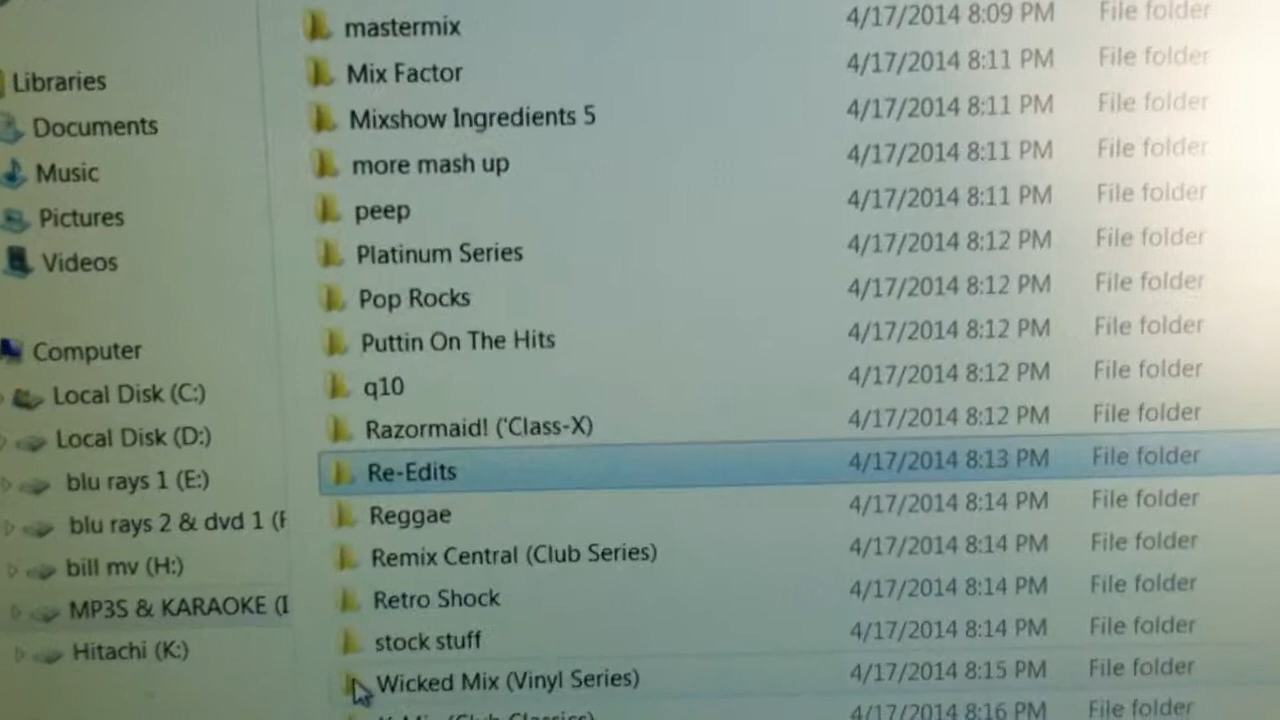 mastermix 4/17/2014 8:09 PM File folder
Mix Factor 4/17/2014 8:11 PM File folder
Libraries Mixshow Ingredients 5 4/17/2014 8:11 PM File folder
Documents more mash up 4/17/2014 8:11 PM File folder
Music peep 4/17/2014 8:11 PM File folder
Pictures Platinum Series 4/17/2014 8:12 PM File folder
Videos Pop Rocks 4/17/2014 8:12 PM File folder
Puttin On The Hits 4/17/2014 8:12 PM File folder
Computer q10 4/17/2014 8:12 PM File folder
Local Disk (C:) Razormaid! ('Class-X) 4/17/2014 8:12 PM File folder
Local Disk (D:) Re-Edits 4/17/2014 8:13 PM File folder
blu rays 1 (E:) Reggae 4/17/2014 8:14 PM File folder
blu rays 2 & dvd 1 (F Remix Central (Club Series) 4/17/2014 8:14 PM File folder
bill mv (H:) Retro Shock 4/17/2014 8:14 PM File folder
MP3S & KARAOKE (I stock stuff 4/17/2014 8:14 PM File folder
Hitachi (K:) Wicked Mix (Vinyl Series) 4/17/2014 8:15 PM File folder
4/17/2014 8:16 PM File folder